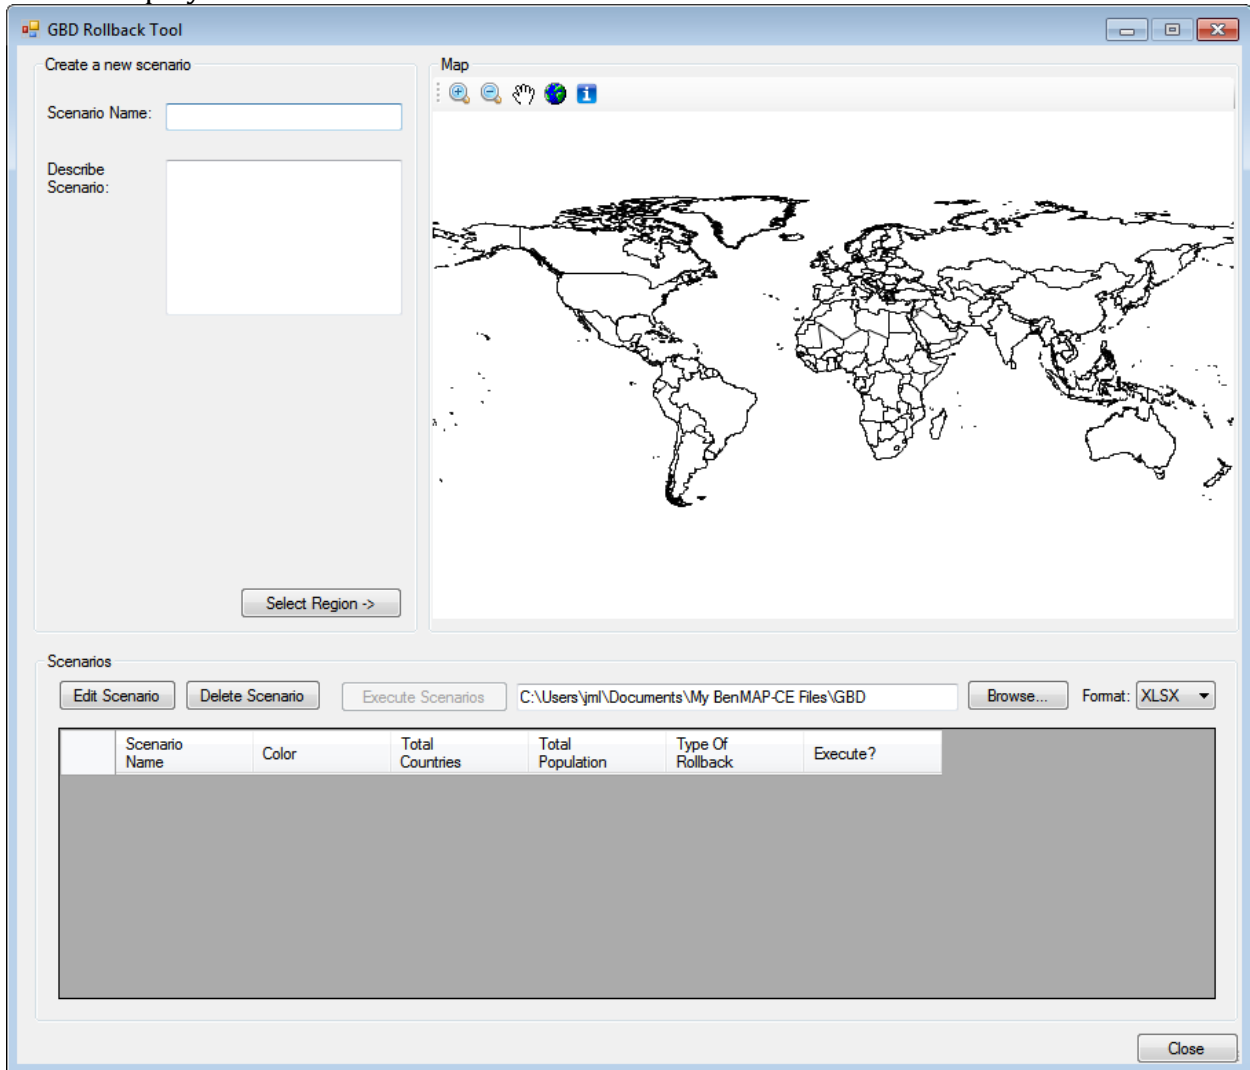 GBD Rollback Tool
Create a new scenario
Map
Scenario Name:
Describe
Scenario:
Select Region ->
Scenarios
Edit Scenario
Delete Scenario
Execute Scenarios
C:\Users\jml\Documents\My BenMAP-CE Files\GBD
Browse...
Format:
XLSX
Scenario
Name
Color
Total
Countries
Total
Population
Type Of
Rollback
Execute?
Close